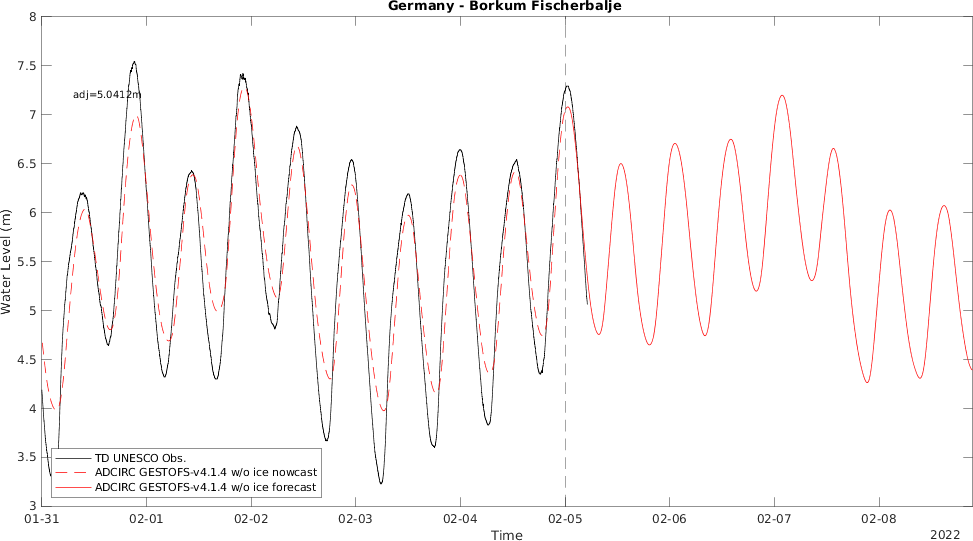 Germany - Borkum Fischerbalje
8
7.5
7
6.5
6
5.5
5
4.5
4
3.5
3
Water Level (m)
adj=5.0412m
TD UNESCO Obs.
ADCIRC GESTOFS-v4.1.4 w/o ice nowcast
ADCIRC GESTOFS-v4.1.4 w/o ice forecast
01-31 02-01 02-02 02-03 02-04 02-05 02-06 02-07 02-08
Time
2022